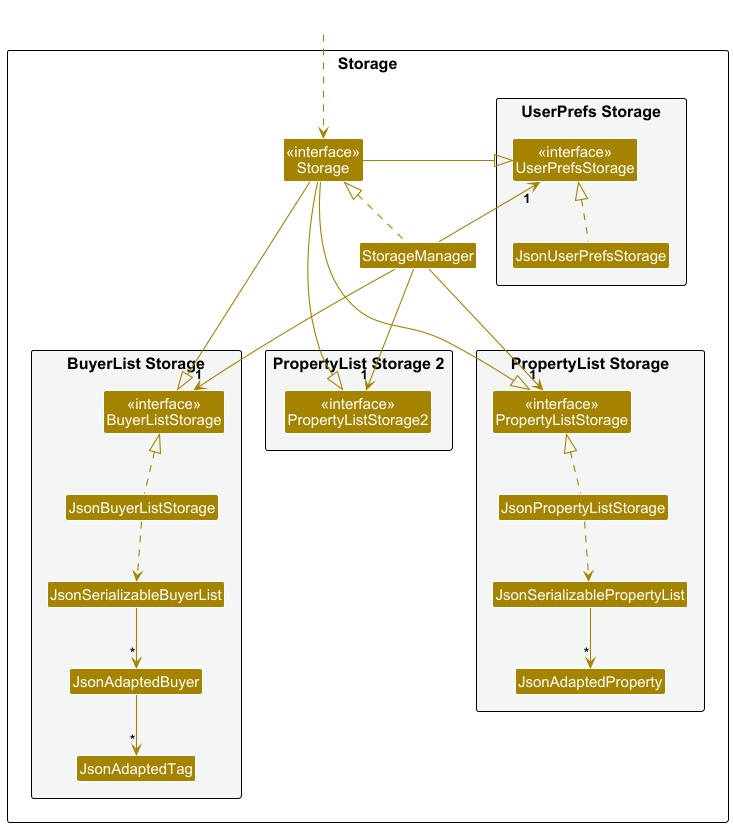 Storage
UserPrefs Storage
«interface»
Storage
«interface»
UserPrefsStorage
1
StorageManager
JsonUserPrefsStorage
BuyerList Storage
1
PropertyList Storage 2
1
PropertyList Storage
1
«interface»
BuyerListStorage
«interface»
PropertyListStorage2
«interface»
PropertyListStorage
JsonBuyerListStorage
JsonPropertyListStorage
JsonSerializableBuyerList
JsonSerializablePropertyList
*
*
JsonAdaptedBuyer
JsonAdaptedProperty
*
JsonAdaptedTag